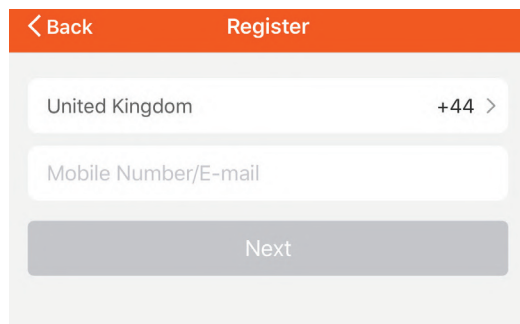 Back
Register
United Kingdom +44
Mobile Number/E-mail
Next